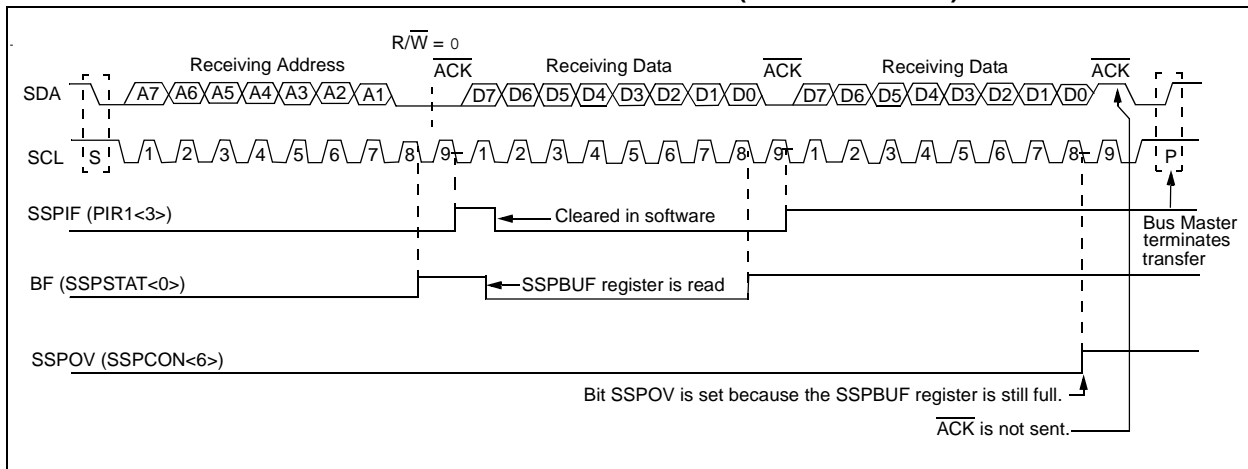 R/W = 0
Receiving Address ACK Receiving Data ACK Receiving Data ACK
SDA A7 A6 A5 A4 A3 A2 A1 D7 D6 D5 D4 D3 D2 D1 D0 D7 D6 D5 D4 D3 D2 D1 D0
SCL S 1 2 3 4 5 6 7 8 9 1 2 3 4 5 6 7 8 9 1 2 3 4 5 6 7 8 9 P
SSPIF (PIR1<3>) Cleared in software
Bus Master
terminates
transfer
BF (SSPSTAT<0>) SSPBUF register is read
SSPOV (SSPCON<6>)
Bit SSPOV is set because the SSPBUF register is still full.
ACK is not sent.